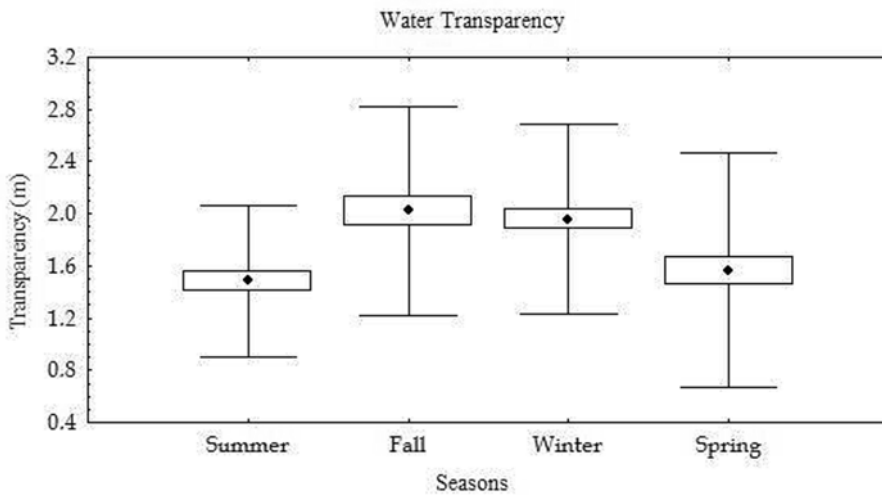 Water Transparency
Transparency (m)
3.2
2.8
2.4
2.0
1.6
1.2
0.8
0.4
Summer Fall Winter Spring
Seasons